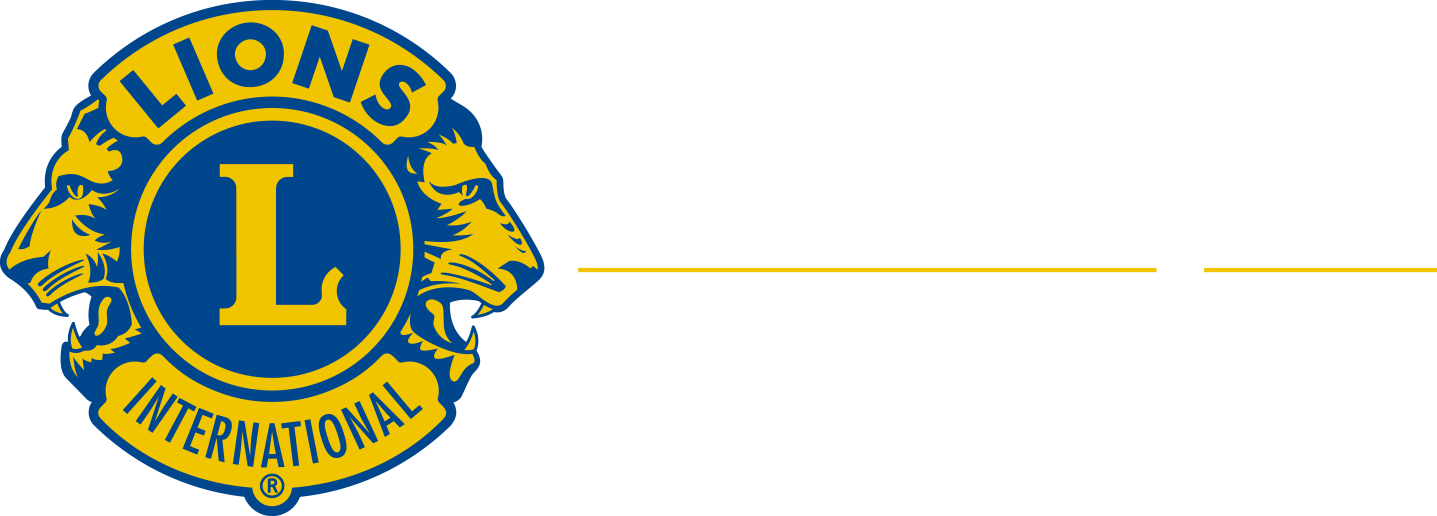 LIONS
L
INTERNATIONAL
®